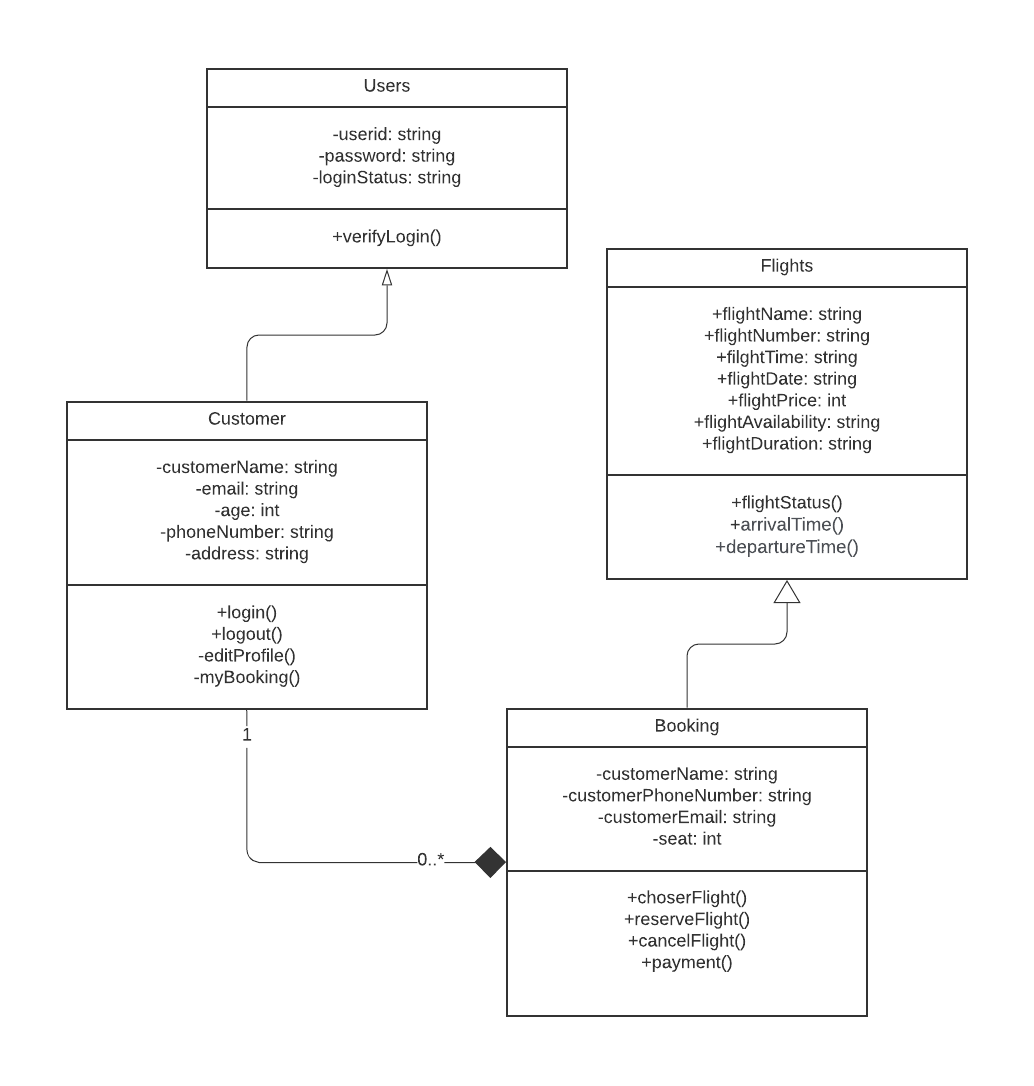 Users
-userid: string
-password: string
-loginStatus: string
+verifyLogin()
Flights
+flightName: string
+flightNumber: string
+filghtTime: string
+flightDate: string
+flightPrice: int
+flightAvailability: string
+flightDuration: string
+flightStatus()
+arrivalTime()
+departureTime()
Customer
-customerName: string
-email: string
-age: int
-phoneNumber: string
-address: string
+login()
+logout()
-editProfile()
-myBooking()
1
0..*
Booking
-customerName: string
-customerPhoneNumber: string
-customerEmail: string
-seat: int
+choserFlight()
+reserveFlight()
+cancelFlight()
+payment()